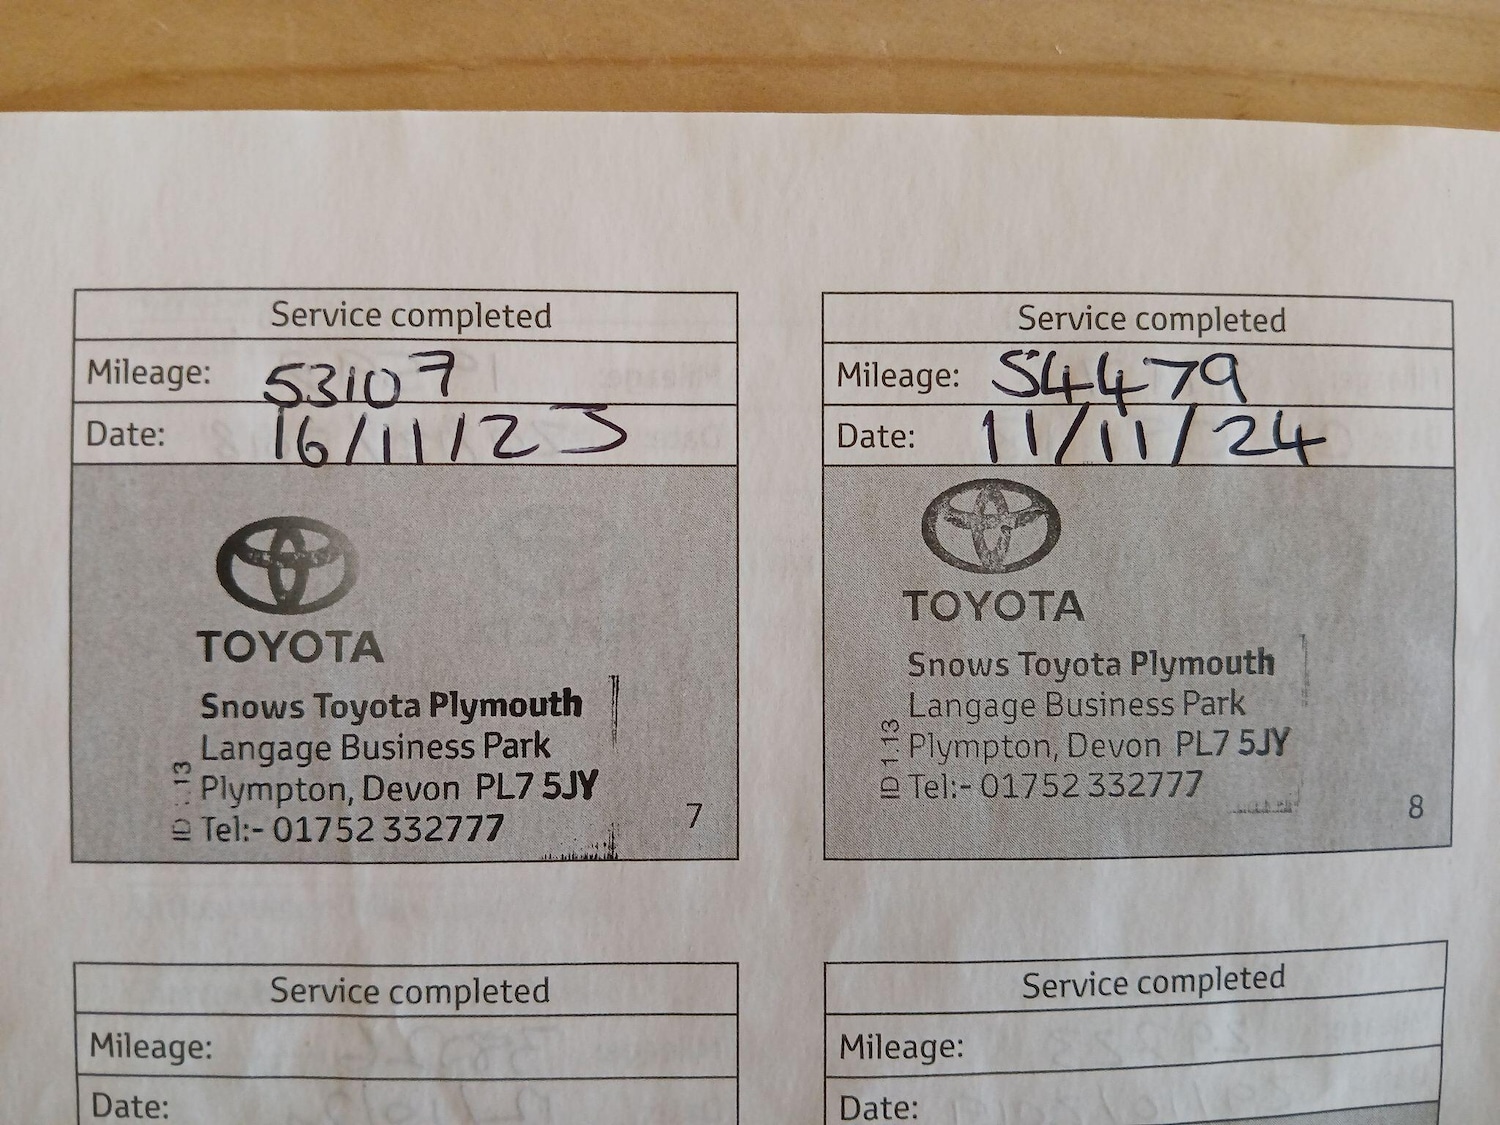 Service completed
Mileage: 53107
Date: 16/11/23
TOYOTA
Snows Toyota Plymouth
Langage Business Park
Plympton, Devon PL7 5JY
Tel:- 01752 332777
7
Service completed
Mileage: 54479
Date: 11/11/24
TOYOTA
Snows Toyota Plymouth
Langage Business Park
Plympton, Devon PL7 5JY
Tel:- 01752 332777
ID 1.13
8
Service completed
Mileage:
Date:
Service completed
Mileage:
Date: